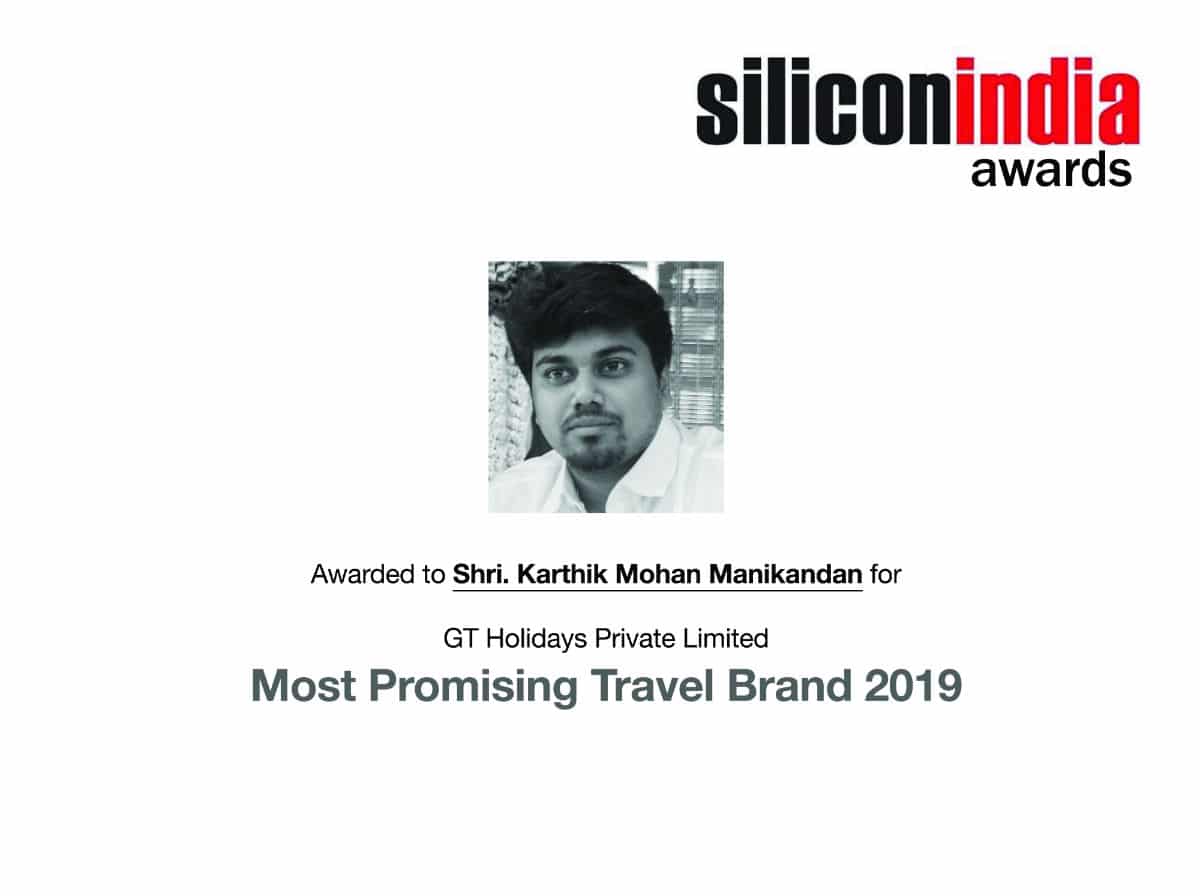 siliconindia
awards
Awarded to Shri. Karthik Mohan Manikandan for
GT Holidays Private Limited
Most Promising Travel Brand 2019